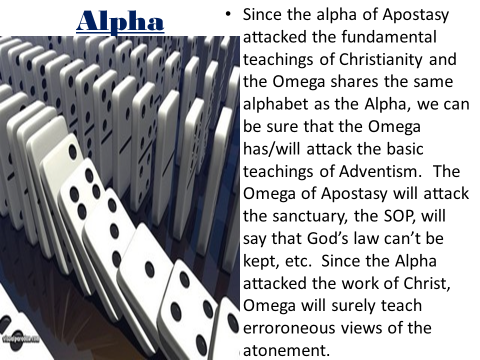 Alpha
• Since the alpha of Apostasy
attacked the fundamental
teachings of Christianity and
the Omega shares the same
alphabet as the Alpha, we can
be sure that the Omega
has/will attack the basic
teachings of Adventism.  The
Omega of Apostasy will attack
the sanctuary, the SOP, will
say that God’s law can’t be
kept, etc.  Since the Alpha
attacked the work of Christ,
Omega will surely teach
erroroneous views of the
atonement.